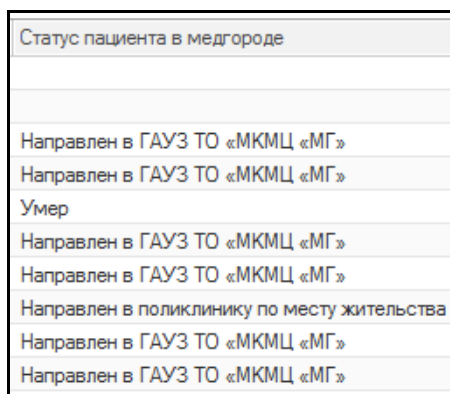 Статус пациента в медгороде
Направлен в ГАУЗ ТО «МКМЦ «МГ»
Направлен в ГАУЗ ТО «МКМЦ «МГ»
Умер
Направлен в ГАУЗ ТО «МКМЦ «МГ»
Направлен в ГАУЗ ТО «МКМЦ «МГ»
Направлен в поликлинику по месту жительства
Направлен в ГАУЗ ТО «МКМЦ «МГ»
Направлен в ГАУЗ ТО «МКМЦ «МГ»